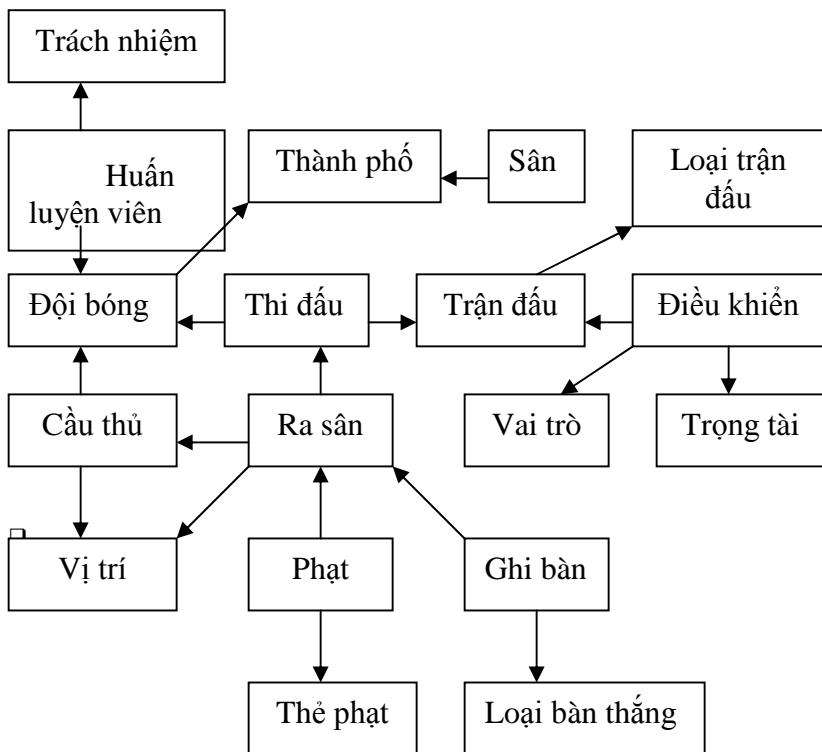 Trách nhiệm
Huấn
luyện viên
Thành phố
Sân
Loại trận
đấu
Đội bóng
Thi đấu
Trận đấu
Điều khiển
Cầu thủ
Ra sân
Vai trò
Trọng tài
Vị trí
Phạt
Ghi bàn
Thẻ phạt
Loại bàn thắng